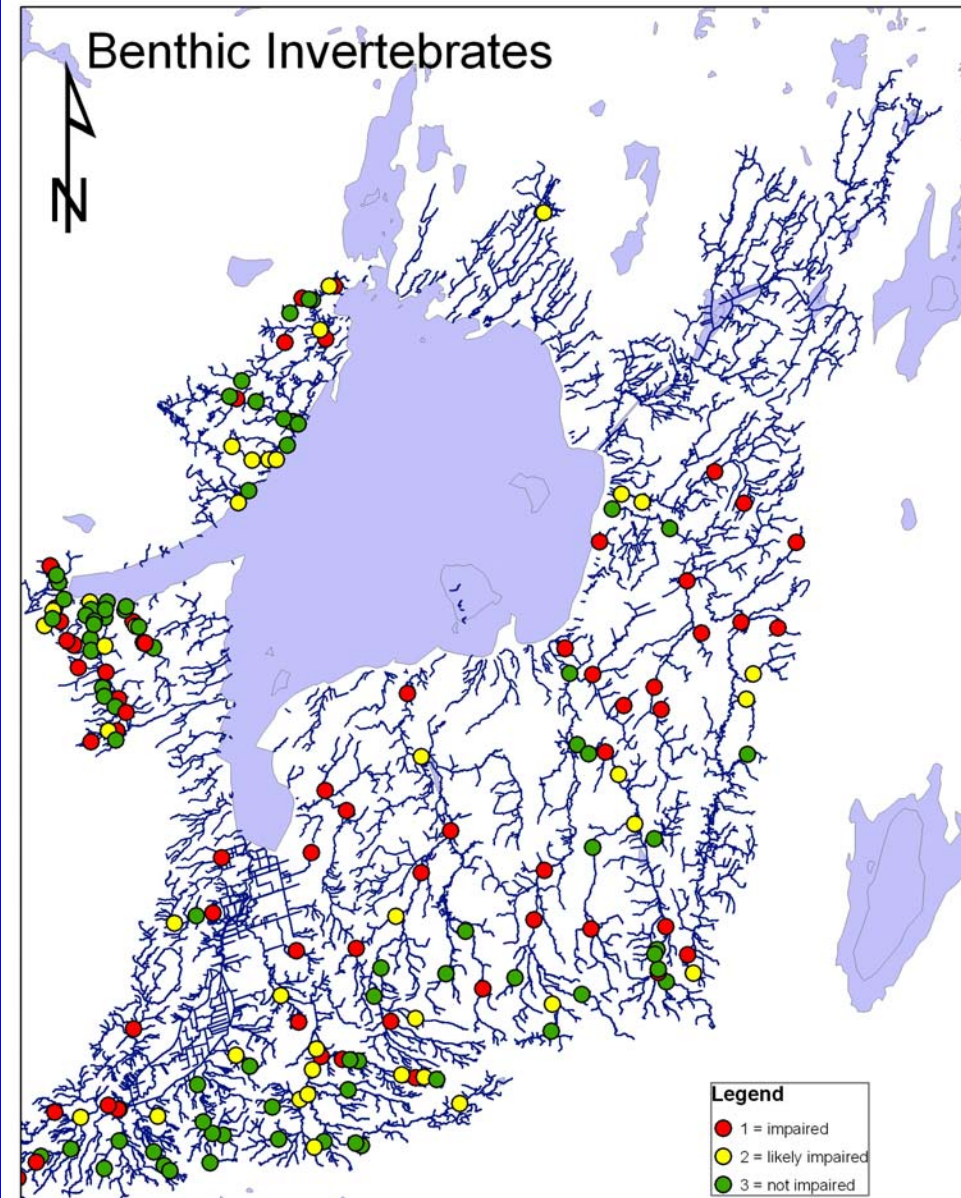 Benthic Invertebrates
N
Legend
1 = impaired
2 = likely impaired
3 = not impaired